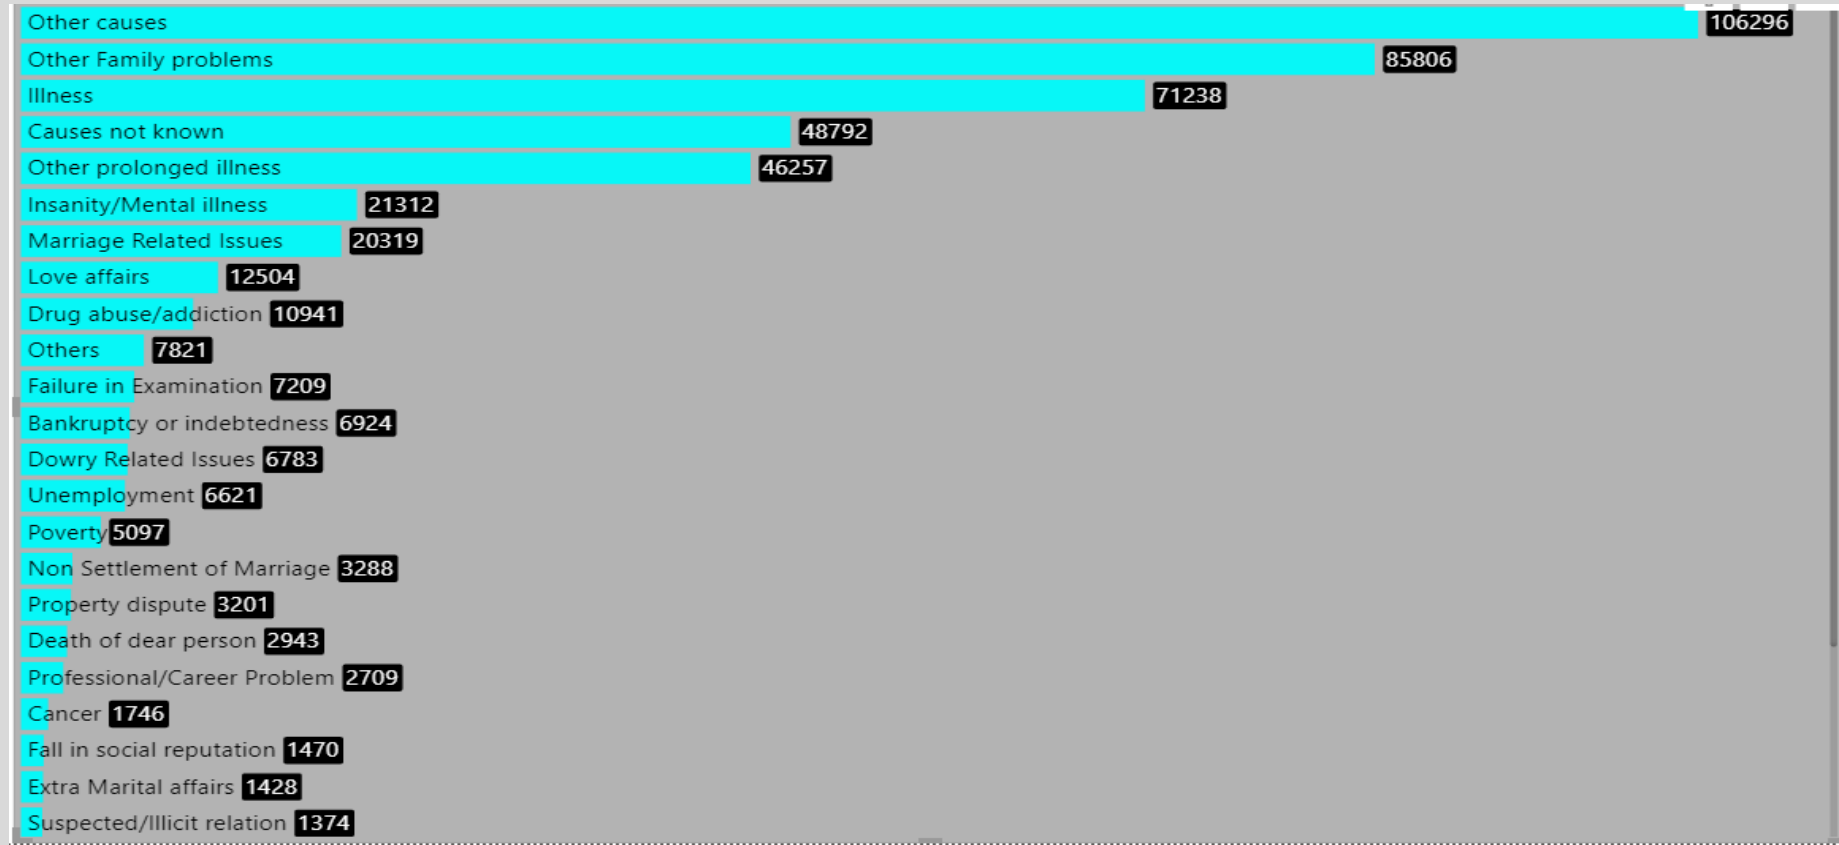 Other causes 106296
Other Family problems 85806
Illness 71238
Causes not known 48792
Other prolonged illness 46257
Insanity/Mental illness 21312
Marriage Related Issues 20319
Love affairs 12504
Drug abuse/addiction 10941
Others 7821
Failure in Examination 7209
Bankruptcy or indebtedness 6924
Dowry Related Issues 6783
Unemployment 6621
Poverty 5097
Non Settlement of Marriage 3288
Property dispute 3201
Death of dear person 2943
Professional/Career Problem 2709
Cancer 1746
Fall in social reputation 1470
Extra Marital affairs 1428
Suspected/Illicit relation 1374